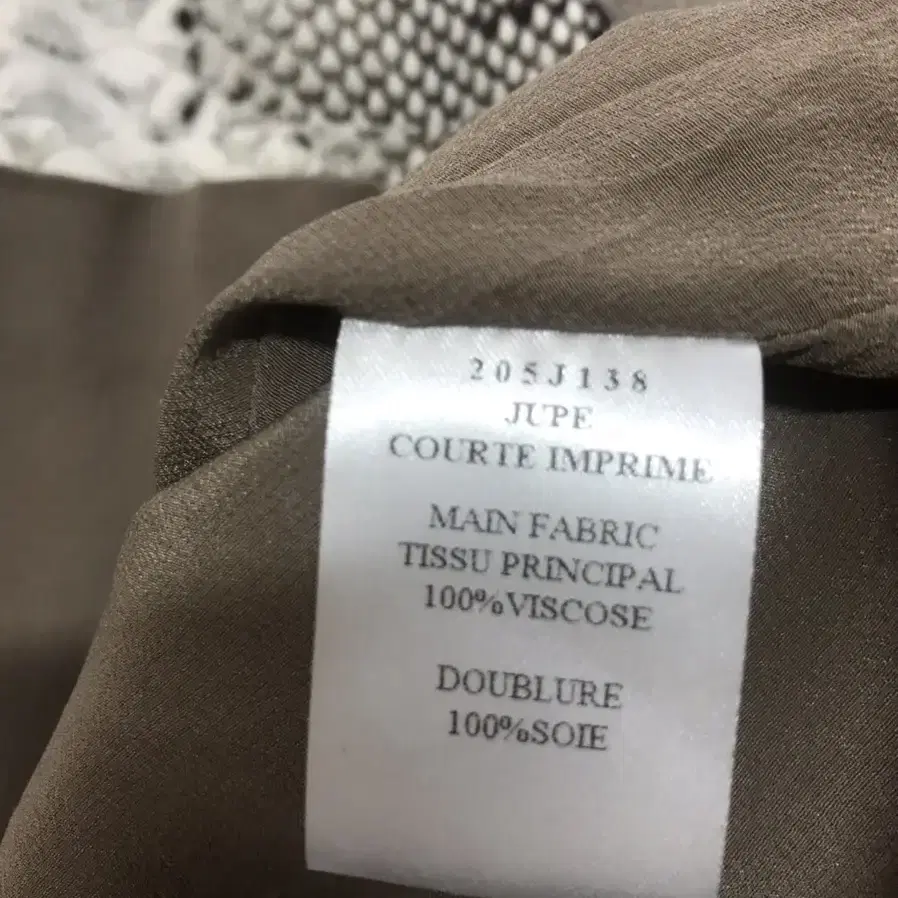 205J138
JUPE
COURTE IMPRIME
MAIN FABRIC
TISSU PRINCIPAL
100%VISCOSE
DOUBLURE
100%SOIE